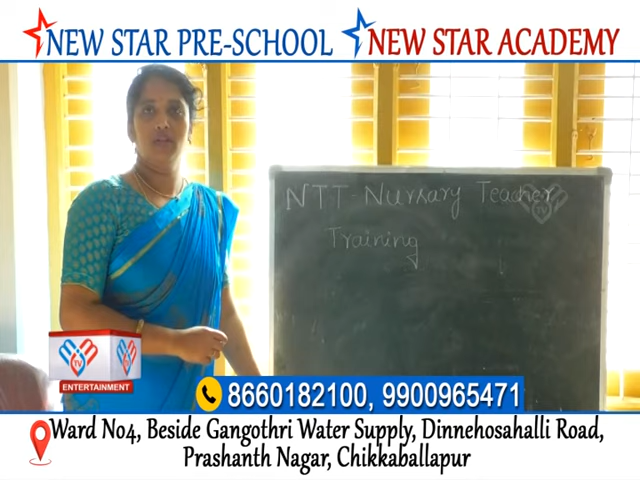 NEW STAR PRE-SCHOOL NEW STAR ACADEMY
NTT - Nursary Teacher
Training
TV
ENTERTAINMENT
8660182100, 9900965471
Ward No4, Beside Gangothri Water Supply, Dinnehosahalli Road,
Prashanth Nagar, Chikkaballapur